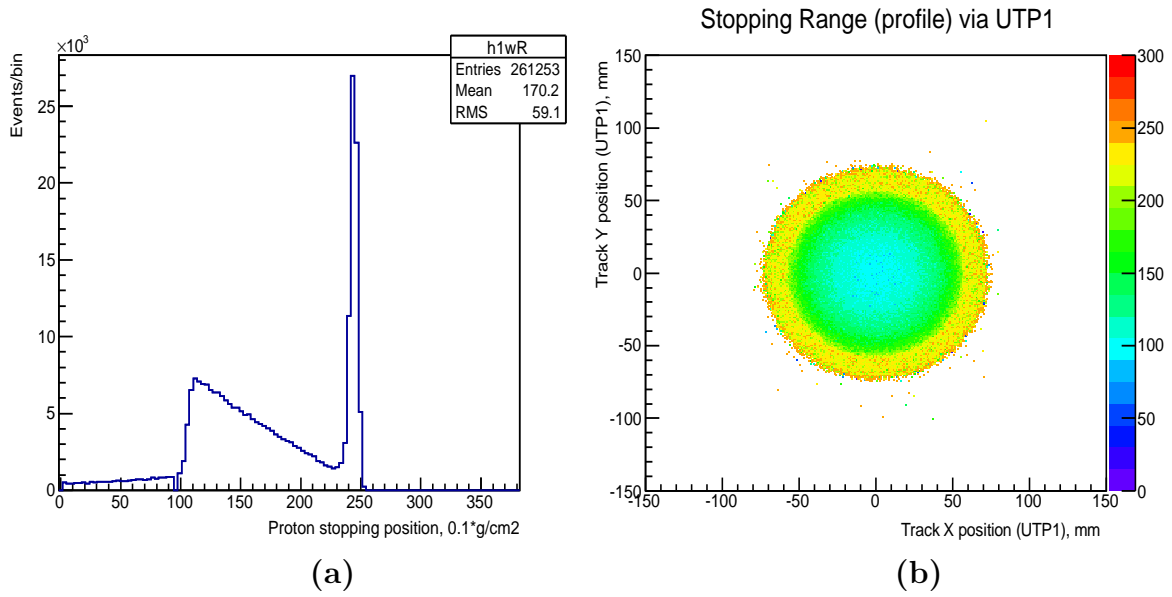 ×10³
h1wR
Entries 261253
Mean 170.2
RMS 59.1
Events/bin
25
20
15
10
5
0
0 50 100 150 200 250 300 350
Proton stopping position, 0.1*g/cm2
(a)
Stopping Range (profile) via UTP1
Track Y position (UTP1), mm
150
100
50
0
-50
-100
-150
-150 -100 -50 0 50 100 150
Track X position (UTP1), mm
300
250
200
150
100
50
0
(b)